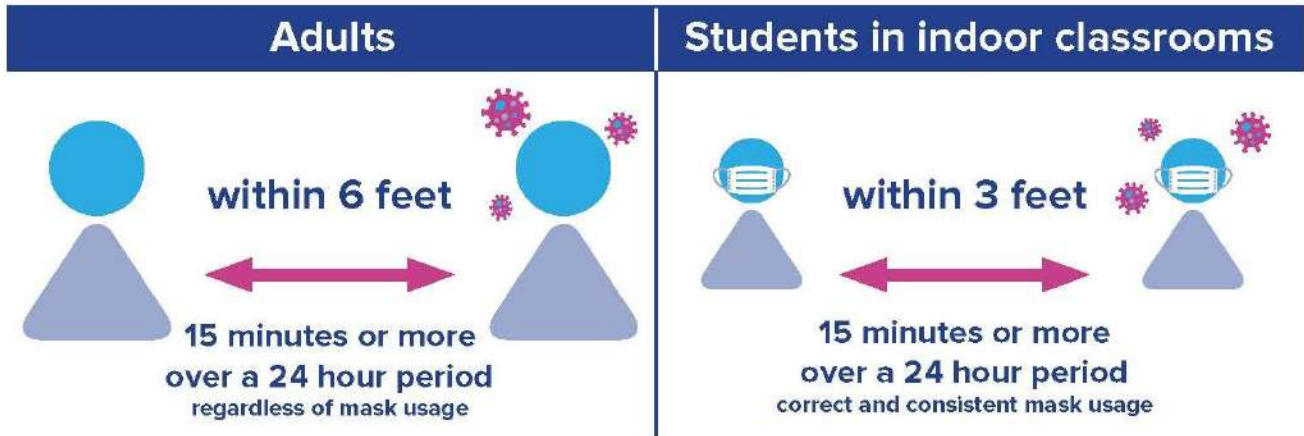 Adults
Students in indoor classrooms
within 6 feet
15 minutes or more
over a 24 hour period
regardless of mask usage
within 3 feet
15 minutes or more
over a 24 hour period
correct and consistent mask usage